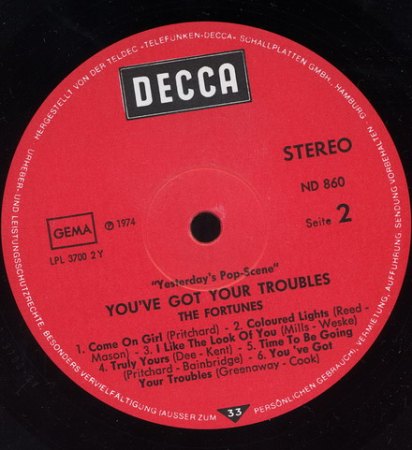 HERGESTELLT VON DER TELDEC »TELEFUNKEN-DECCA« SCHALLPLATTEN GMBH., HAMBURG -
URHEBER- UND LEISTUNGSSCHUTZRECHTE, BESONDERS VERVIELFÄLTIGUNG (AUSSER ZUM PERSÖNLICHEN GEBRAUCH), VERMIETUNG, AUFFÜHRUNG, SENDUNG VORBEHALTEN
DECCA
STEREO
ND 860
Seite 2
GEMA
℗ 1974
LPL 3700 2 Y
"Yesterday's Pop-Scene"
YOU'VE GOT YOUR TROUBLES
THE FORTUNES
1. Come On Girl (Pritchard) - 2. Coloured Lights (Reed -
Mason) - 3. I Like The Look Of You (Mills - Weske)
4. Truly Yours (Dee - Kent) - 5. Time To Be Going
(Pritchard - Bainbridge) - 6. You 've Got
Your Troubles (Greenaway - Cook)
33